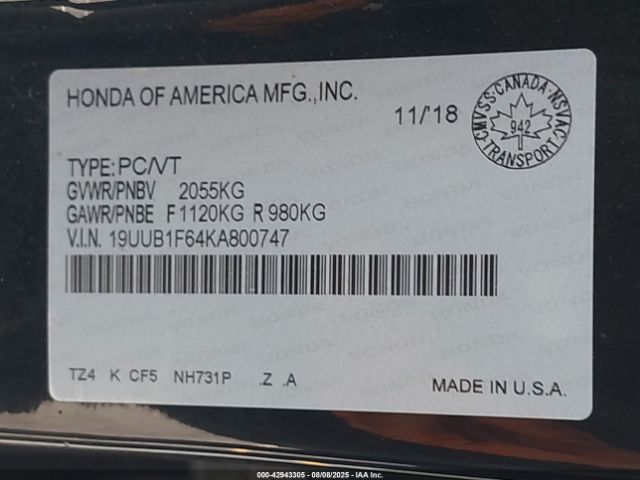 HONDA OF AMERICA MFG.,INC.
11/'18
CMVSS·CANADA·NSVAC
942
·TRANSPORT·
TYPE: PC/VT
GVWR/PNBV 2055KG
GAWR/PNBE F 1120KG R 980KG
V.I.N. 19UUB1F64KA800747
TZ4 K CF5 NH731P .Z .A
MADE IN U.S.A.
000-42943305 - 08/08/2025 - IAA Inc.